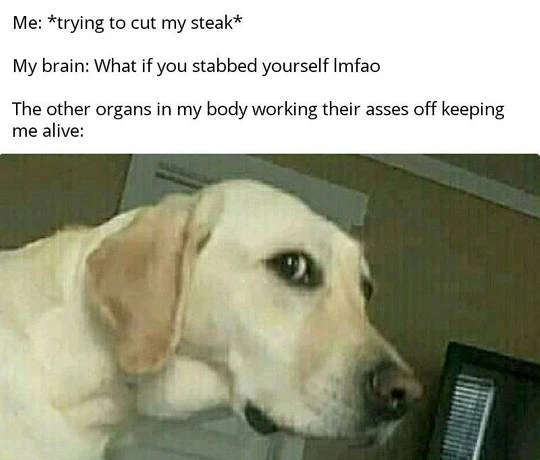 Me: *trying to cut my steak*
My brain: What if you stabbed yourself lmfao
The other organs in my body working their asses off keeping
me alive: